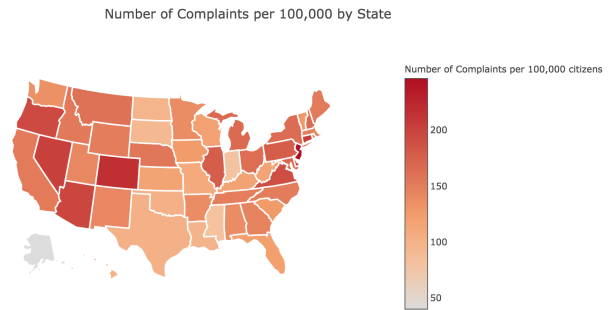 Number of Complaints per 100,000 by State
Number of Complaints per 100,000 citizens
200
150
100
50